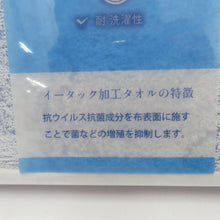 耐洗濯性
イータック加工タオルの特徴
抗ウイルス抗菌成分を布表面に施す
ことで菌などの増殖を抑制します。